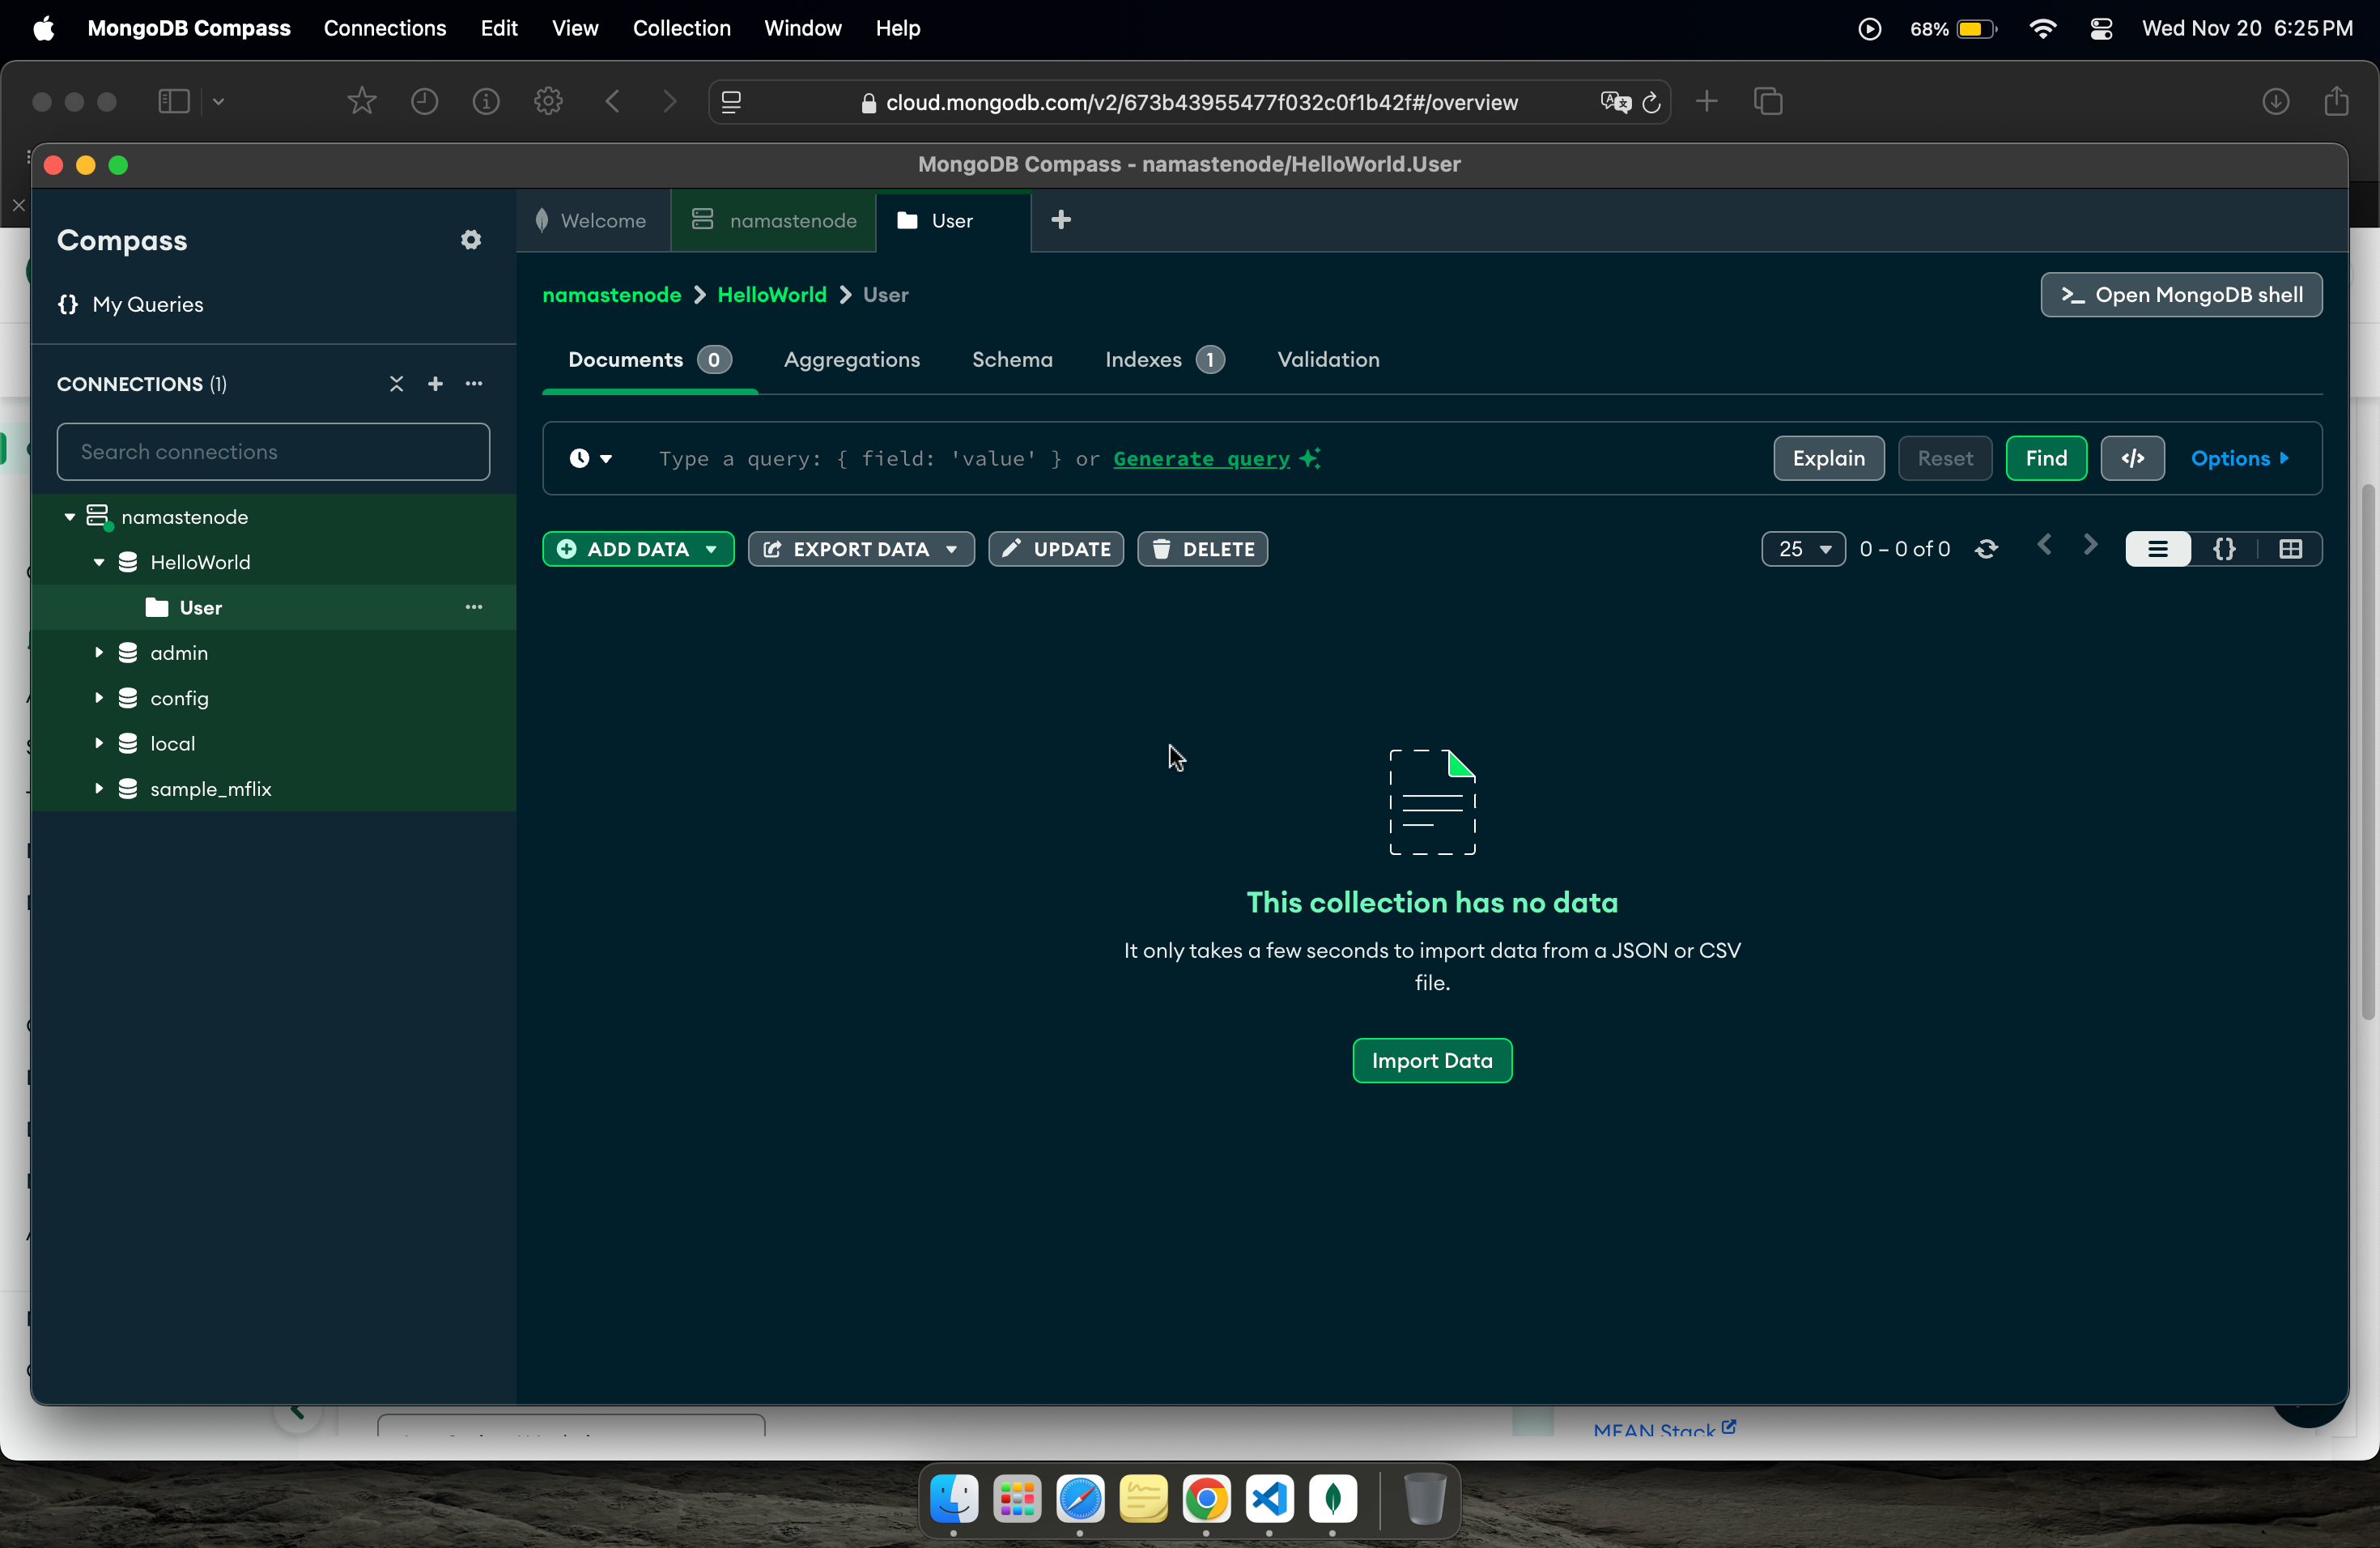 MongoDB Compass Connections Edit View Collection Window Help 68% Wed Nov 20 6:25 PM
cloud.mongodb.com/v2/673b43955477f032c0f1b42f#/overview
MongoDB Compass - namastenode/HelloWorld.User
Compass
My Queries
CONNECTIONS (1)
Search connections
namastenode
HelloWorld
User
admin
config
local
sample_mflix
Welcome namastenode User
namastenode HelloWorld User
>_ Open MongoDB shell
Documents 0 Aggregations Schema Indexes 1 Validation
Type a query: { field: 'value' } or Generate query
Explain Reset Find </> Options
ADD DATA EXPORT DATA UPDATE DELETE
25 0 – 0 of 0 {}
This collection has no data
It only takes a few seconds to import data from a JSON or CSV
file.
Import Data
MEAN Stack